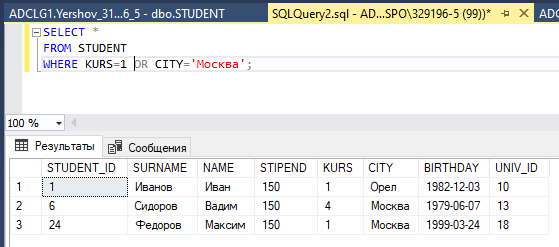 ADCLG1.Yershov_31...6_5 - dbo.STUDENT SQLQuery2.sql - AD...SPO\329196-5 (99))* ADCL
SELECT *
FROM STUDENT
WHERE KURS=1 OR CITY='Москва';
100 %
Результаты Сообщения
STUDENT_ID SURNAME NAME STIPEND KURS CITY BIRTHDAY UNIV_ID
1 1 Иванов Иван 150 1 Орел 1982-12-03 10
2 6 Сидоров Вадим 150 4 Москва 1979-06-07 13
3 24 Федоров Максим 150 1 Москва 1999-03-24 18